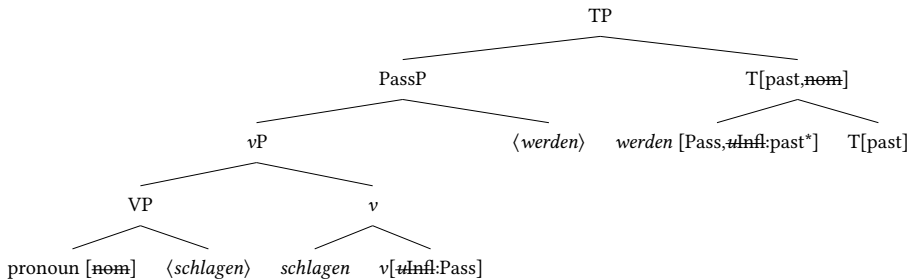 TP
PassP T[past,nom]
vP ⟨werden⟩ werden [Pass,uInfl:past*] T[past]
VP v
pronoun [nom] ⟨schlagen⟩ schlagen v[uInfl:Pass]